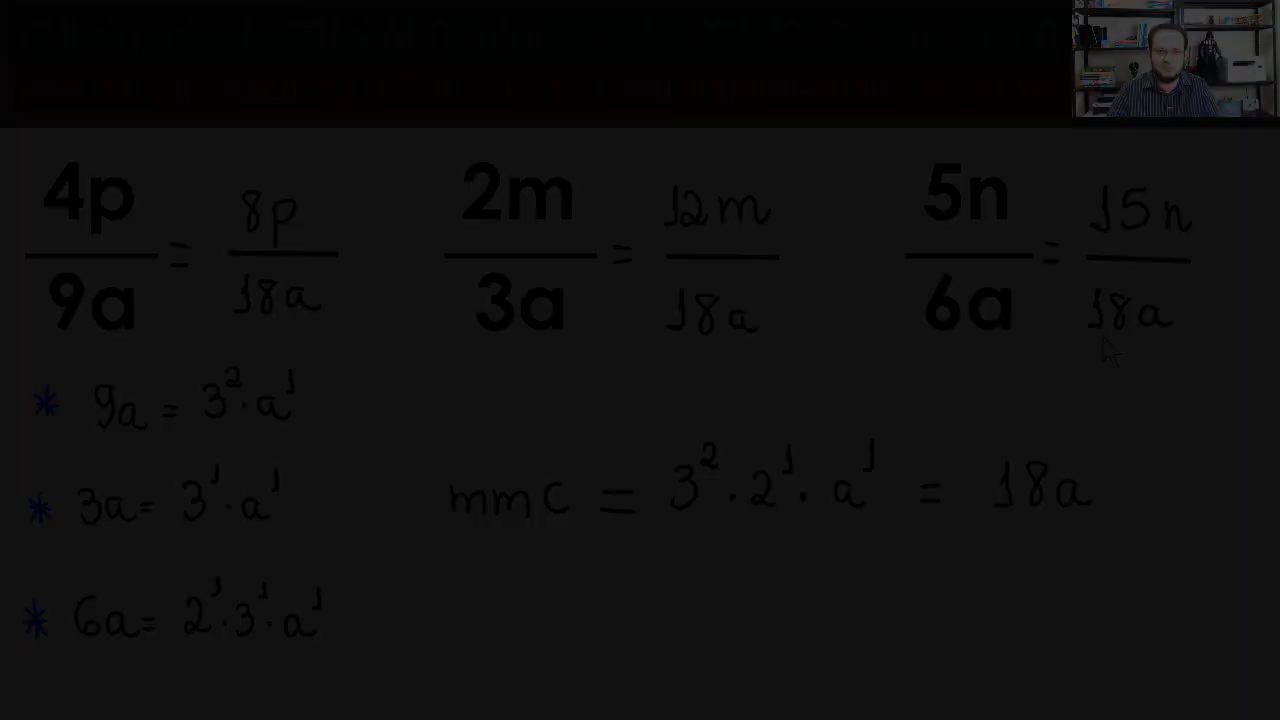 4p/9a = 8p/18a    2m/3a = 12m/18a    5n/6a = 15n/18a
* 9a = 3² · a¹
* 3a = 3¹ · a¹    mmc = 3² · 2¹ · a¹ = 18a
* 6a = 2¹ · 3¹ · a¹